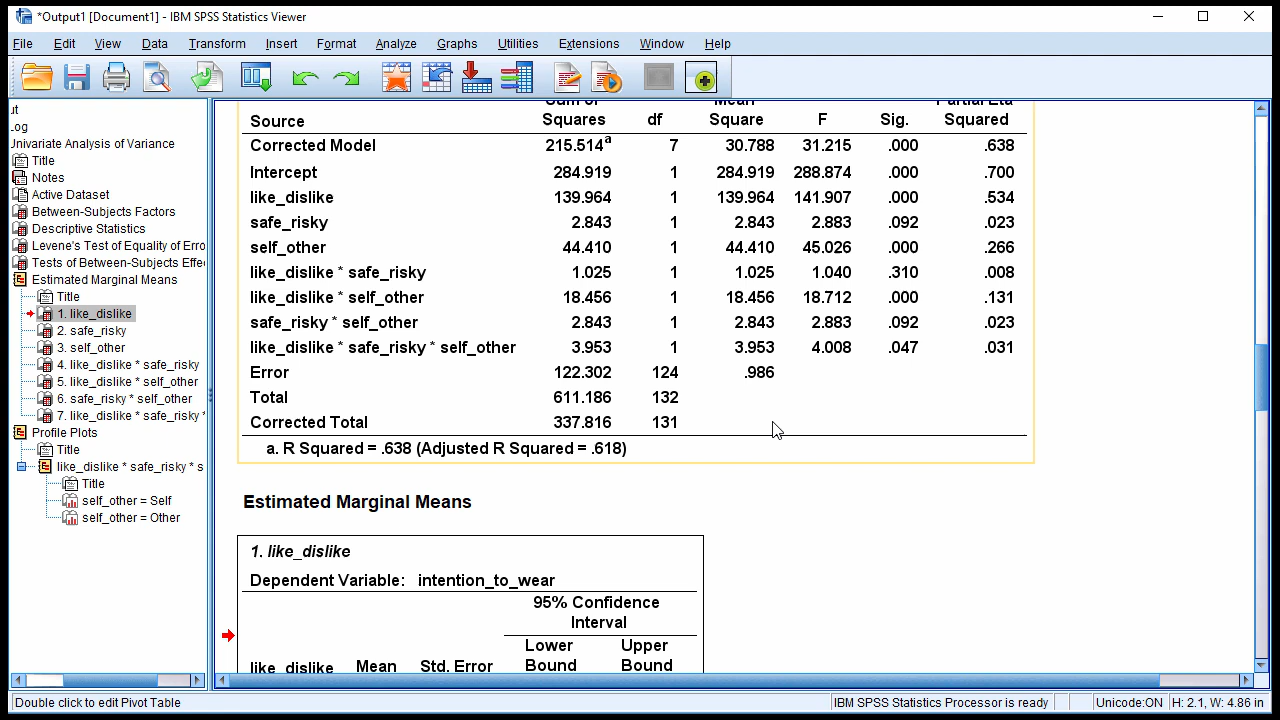 *Output1 [Document1] - IBM SPSS Statistics Viewer
File Edit View Data Transform Insert Format Analyze Graphs Utilities Extensions Window Help
ut
Log
Univariate Analysis of Variance
Title
Notes
Active Dataset
Between-Subjects Factors
Descriptive Statistics
Levene's Test of Equality of Erro
Tests of Between-Subjects Effe
Estimated Marginal Means
Title
1. like_dislike
2. safe_risky
3. self_other
4. like_dislike * safe_risky
5. like_dislike * self_other
6. safe_risky * self_other
7. like_dislike * safe_risky *
Profile Plots
Title
like_dislike * safe_risky * s
Title
self_other = Self
self_other = Other
Sum of Mean Partial Eta
Source Squares df Square F Sig. Squared
Corrected Model 215.514a 7 30.788 31.215 .000 .638
Intercept 284.919 1 284.919 288.874 .000 .700
like_dislike 139.964 1 139.964 141.907 .000 .534
safe_risky 2.843 1 2.843 2.883 .092 .023
self_other 44.410 1 44.410 45.026 .000 .266
like_dislike * safe_risky 1.025 1 1.025 1.040 .310 .008
like_dislike * self_other 18.456 1 18.456 18.712 .000 .131
safe_risky * self_other 2.843 1 2.843 2.883 .092 .023
like_dislike * safe_risky * self_other 3.953 1 3.953 4.008 .047 .031
Error 122.302 124 .986
Total 611.186 132
Corrected Total 337.816 131
a. R Squared = .638 (Adjusted R Squared = .618)
Estimated Marginal Means
1. like_dislike
Dependent Variable: intention_to_wear
95% Confidence
Interval
Lower Upper
like_dislike Mean Std. Error Bound Bound
Double click to edit Pivot Table IBM SPSS Statistics Processor is ready Unicode:ON H: 2.1, W: 4.86 in